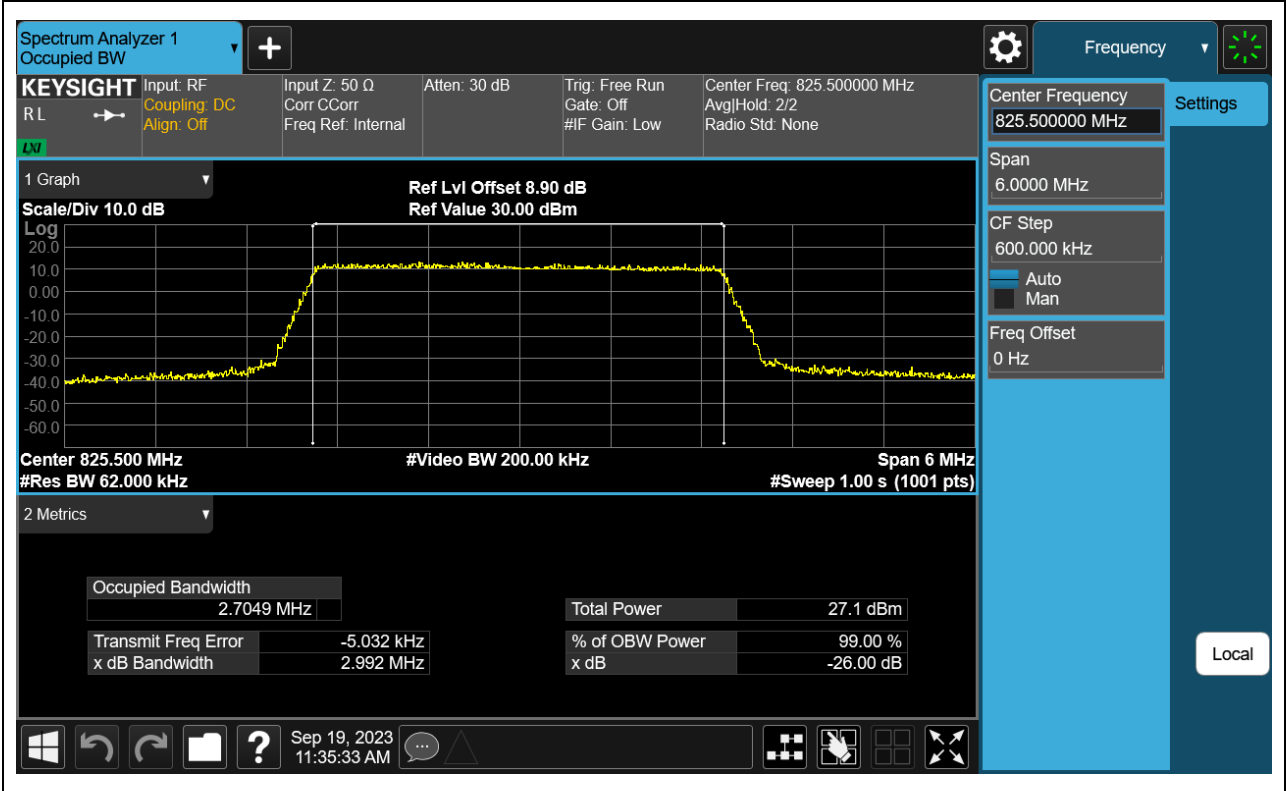 Spectrum Analyzer 1
Occupied BW
+
Frequency
KEYSIGHT
R L
LXI
Input: RF
Coupling: DC
Align: Off
Input Z: 50 Ω
Corr CCorr
Freq Ref: Internal
Atten: 30 dB
Trig: Free Run
Gate: Off
#IF Gain: Low
Center Freq: 825.500000 MHz
Avg|Hold: 2/2
Radio Std: None
Center Frequency
825.500000 MHz
Settings
Span
6.0000 MHz
CF Step
600.000 kHz
Auto
Man
Freq Offset
0 Hz
Local
1 Graph
Scale/Div 10.0 dB
Ref Lvl Offset 8.90 dB
Ref Value 30.00 dBm
Log
20.0
10.0
0.00
-10.0
-20.0
-30.0
-40.0
-50.0
-60.0
Center 825.500 MHz
#Video BW 200.00 kHz
Span 6 MHz
#Res BW 62.000 kHz
#Sweep 1.00 s (1001 pts)
2 Metrics
Occupied Bandwidth
2.7049 MHz
Total Power 27.1 dBm
Transmit Freq Error -5.032 kHz
% of OBW Power 99.00 %
x dB Bandwidth 2.992 MHz
x dB -26.00 dB
?
Sep 19, 2023
11:35:33 AM